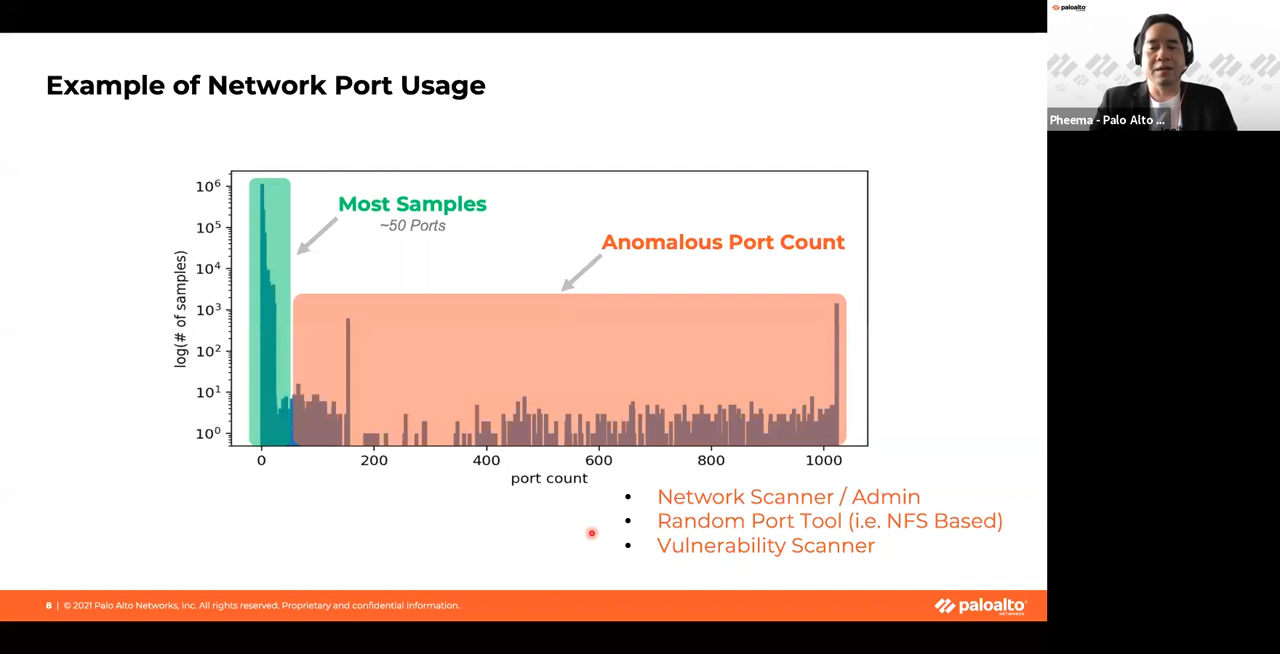 Example of Network Port Usage
Most Samples
~50 Ports
Anomalous Port Count
log(# of samples)
10⁶
10⁵
10⁴
10³
10²
10¹
10⁰
0 200 400 600 800 1000
port count
• Network Scanner / Admin
• Random Port Tool (i.e. NFS Based)
• Vulnerability Scanner
8 | © 2021 Palo Alto Networks, Inc. All rights reserved. Proprietary and confidential information.
paloalto
NETWORKS
paloalto
Pheema - Palo Alto ...